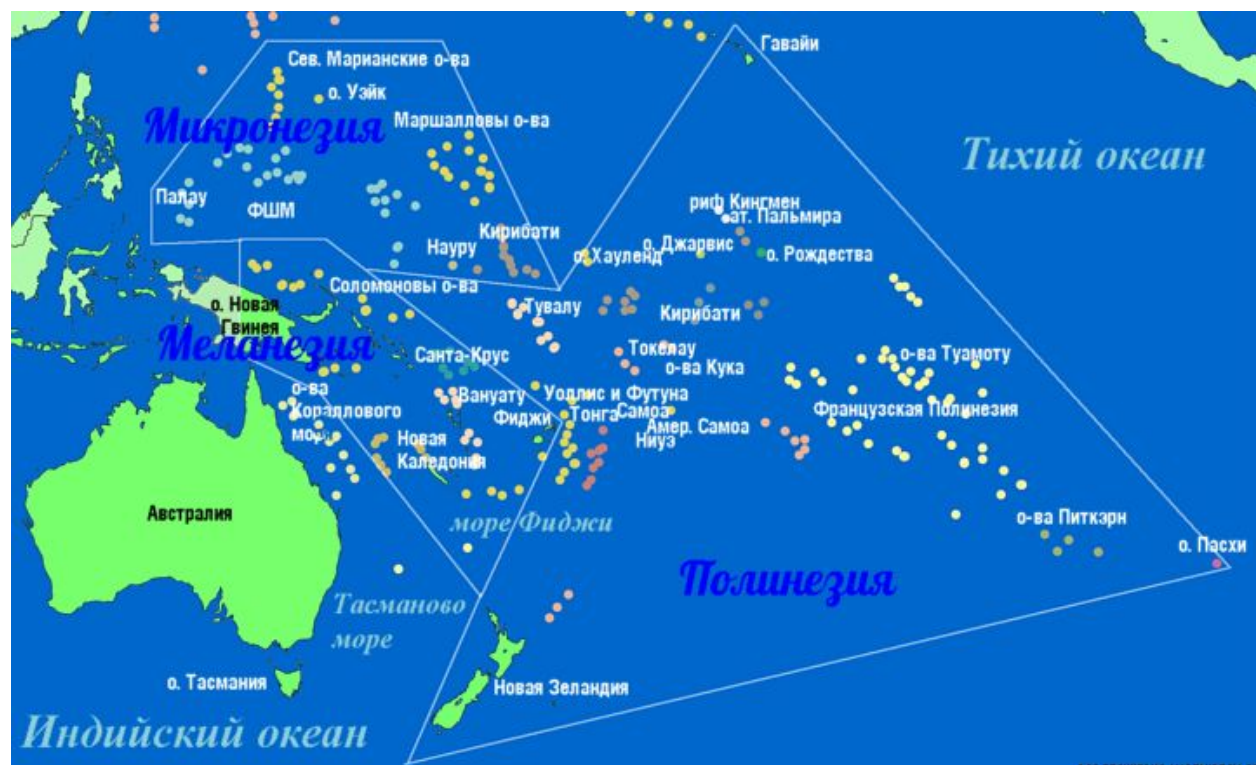 Гавайи
Сев. Марианские о-ва
о. Уэйк
Микронезия
Маршалловы о-ва
Тихий океан
Палау
ФШМ
риф Кингмен
ат. Пальмира
Кирибати
Науру
о. Хауленд
о. Джарвис
о. Рождества
Соломоновы о-ва
о. Новая
Гвинея
Тувалу
Кирибати
Меланезия
Санта-Крус
Токелау
о-ва Кука
о-ва Туамоту
о-ва
Кораллового
моря
Вануату
Уоллис и Футуна
Фиджи
Тонга
Самоа
Амер. Самоа
Ниуэ
Французская Полинезия
Новая
Каледония
Австралия
море Фиджи
о-ва Питкэрн
о. Пасхи
Полинезия
Тасманово
море
о. Тасмания
Новая Зеландия
Индийский океан